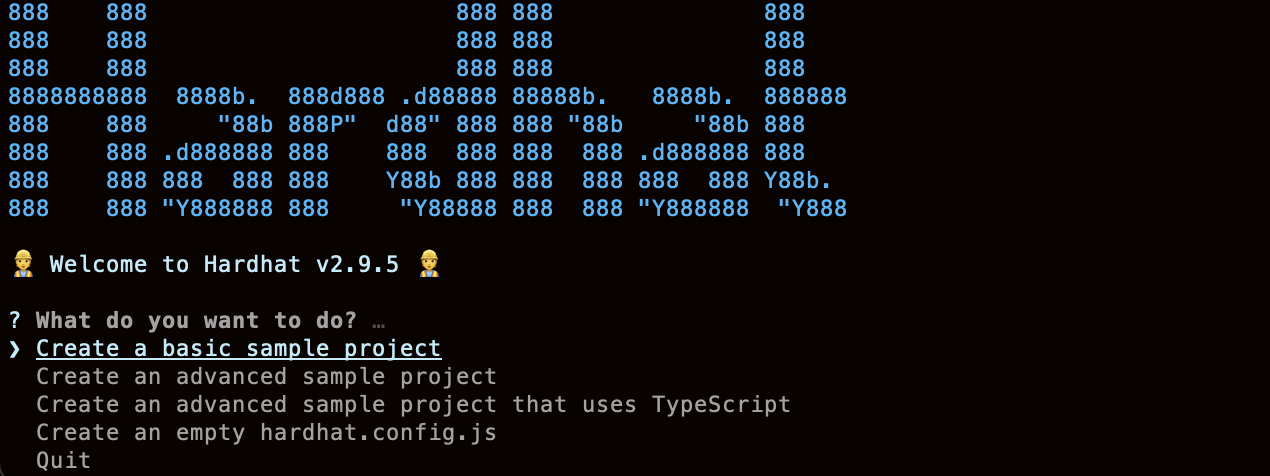 888    888                      888 888               888
888    888                      888 888               888
888    888                      888 888               888
8888888888  8888b.  888d888 .d88888 88888b.   8888b.  888888
888    888     "88b 888P"  d88" 888 888 "88b     "88b 888
888    888 .d888888 888    888  888 888  888 .d888888 888
888    888 888  888 888    Y88b 888 888  888 888  888 Y88b.
888    888 "Y888888 888     "Y88888 888  888 "Y888888  "Y888
👷 Welcome to Hardhat v2.9.5 👷
? What do you want to do? …
❯ Create a basic sample project
Create an advanced sample project
Create an advanced sample project that uses TypeScript
Create an empty hardhat.config.js
Quit